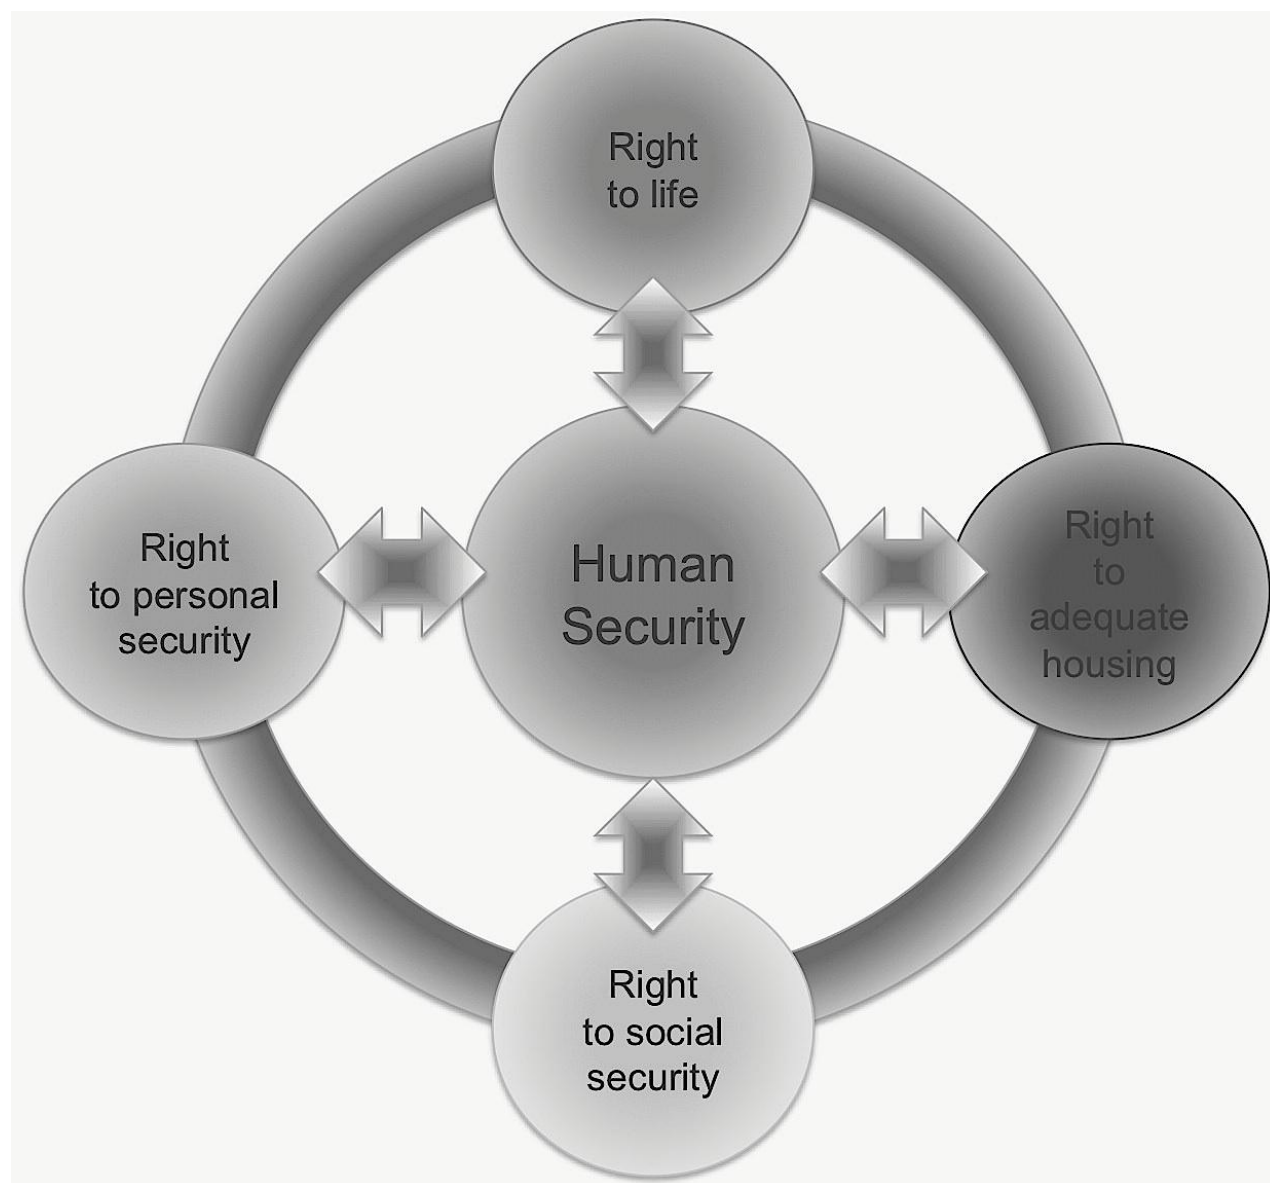 Right
to life
Right
to personal
security
Human
Security
Right
to
adequate
housing
Right
to social
security